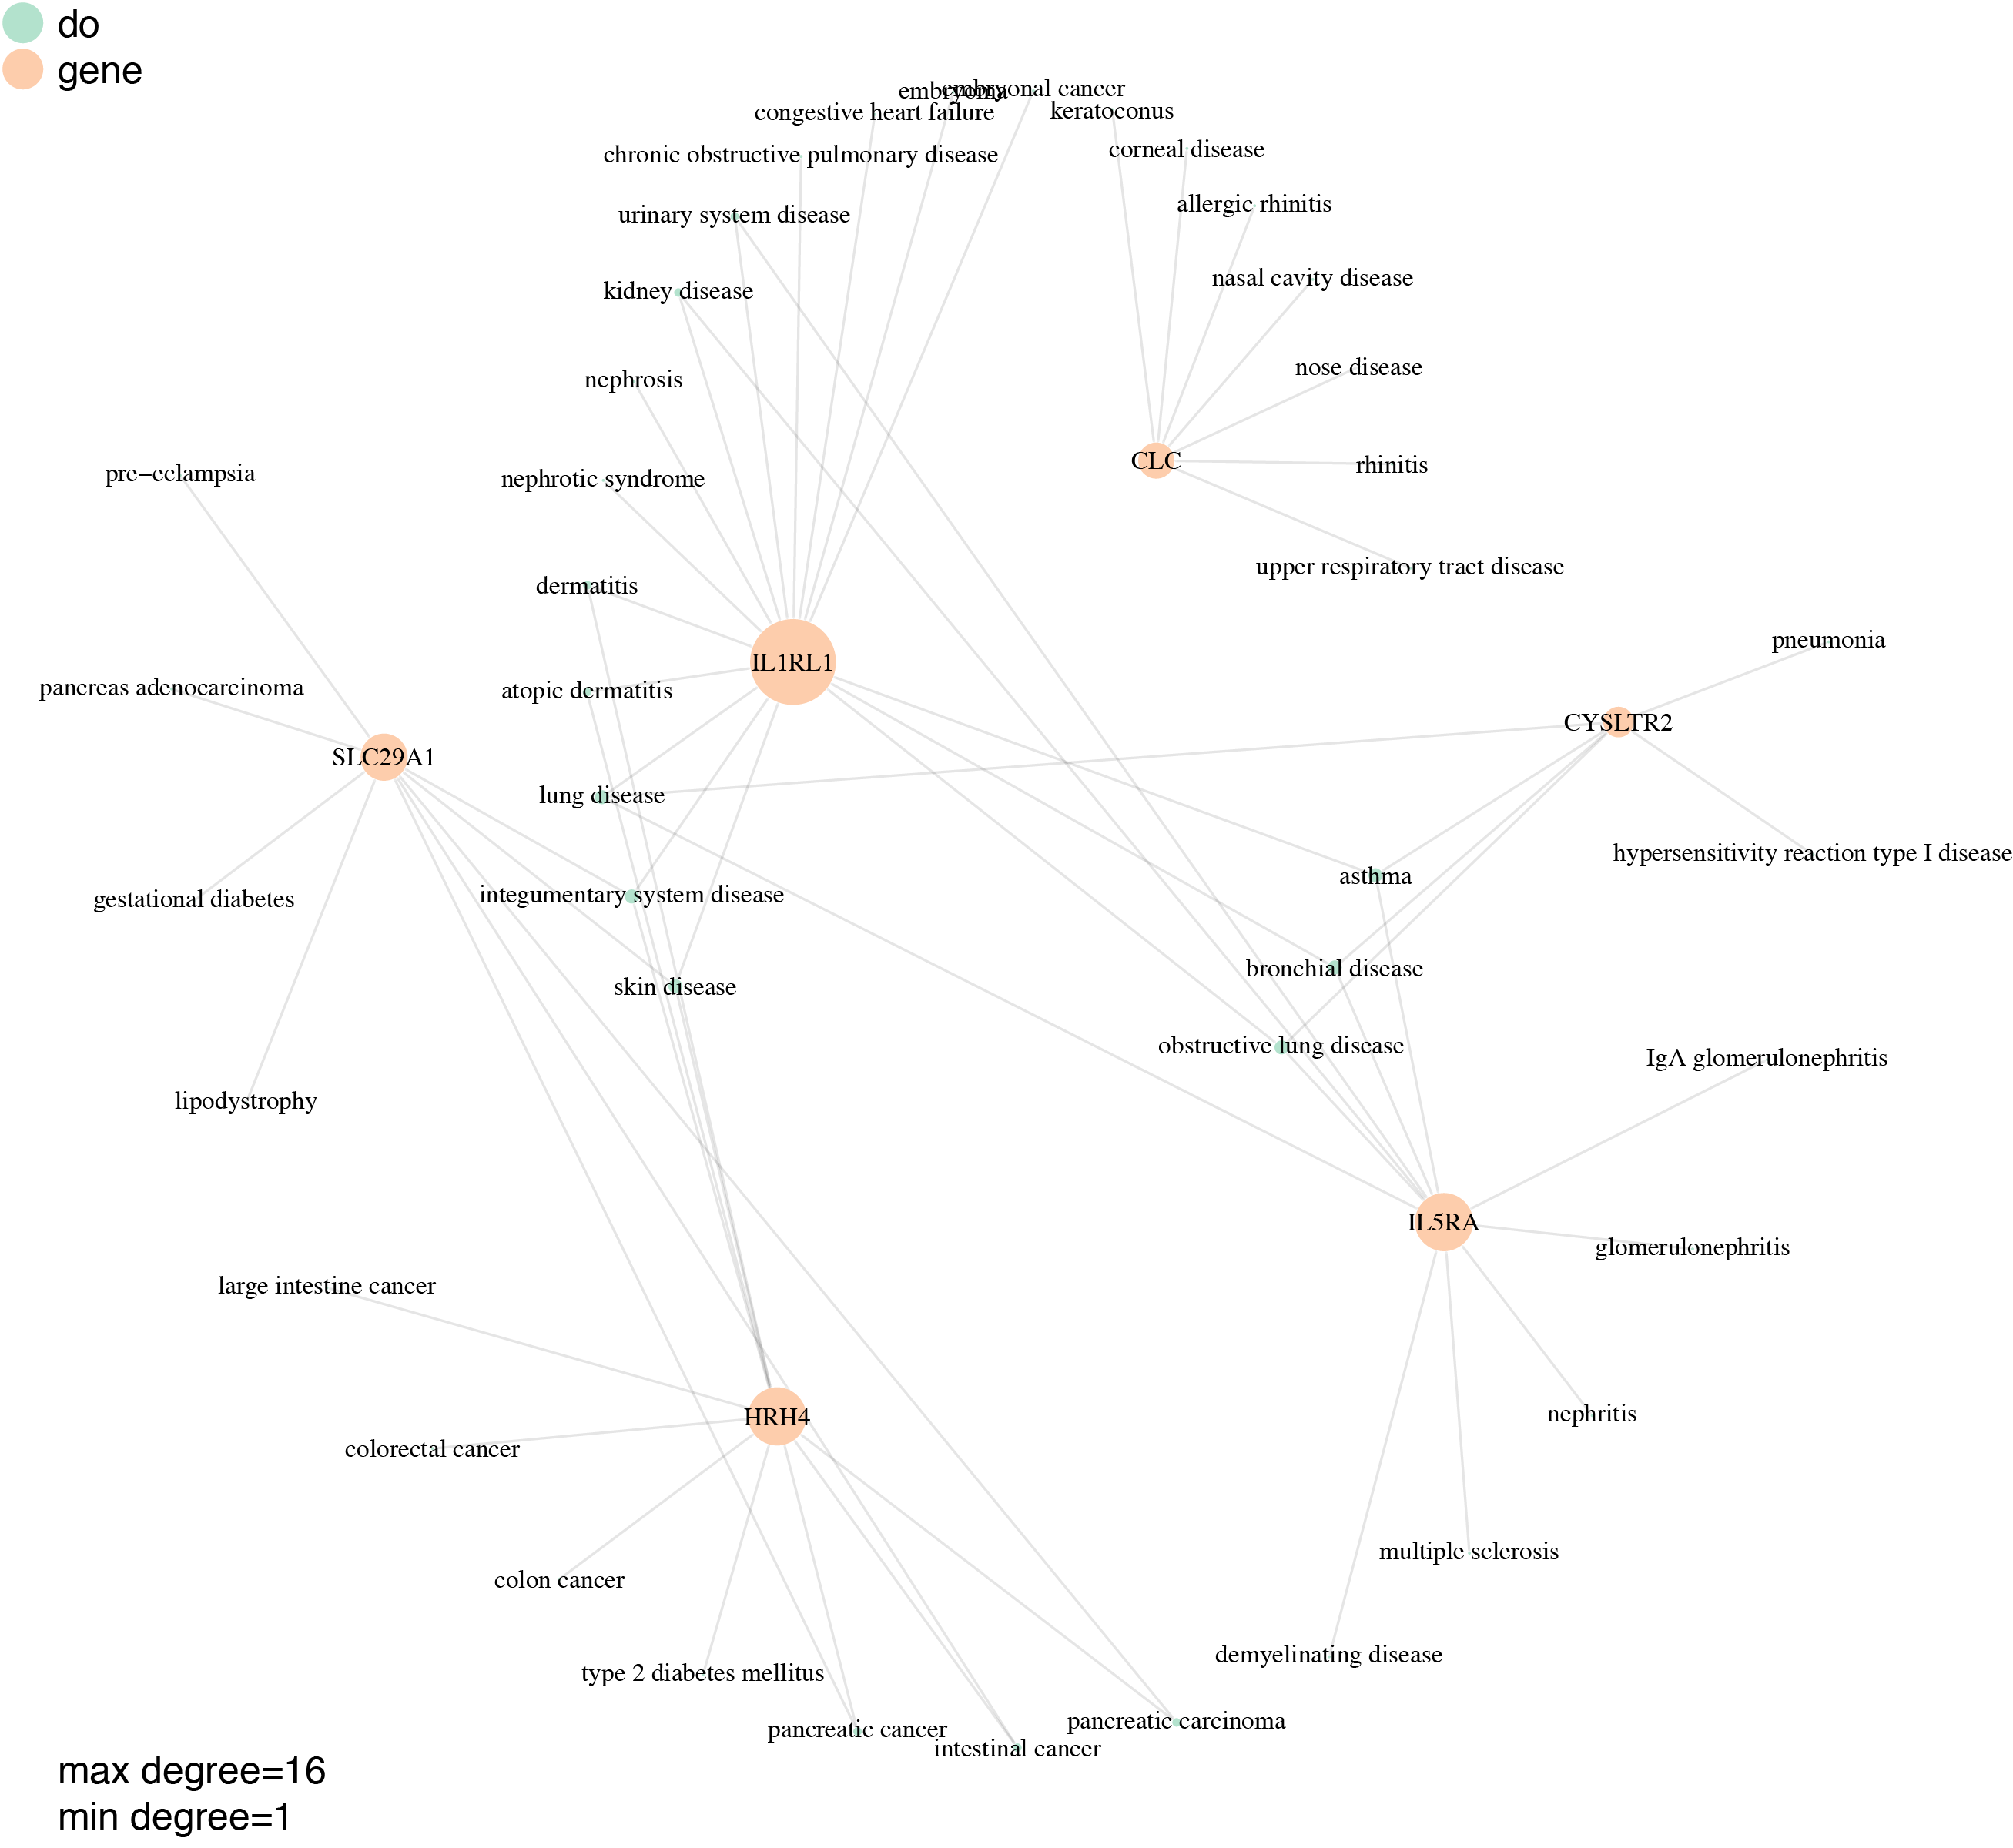 do
gene
embryonal cancer
embryoma
congestive heart failure
keratoconus
chronic obstructive pulmonary disease
corneal disease
urinary system disease
allergic rhinitis
kidney disease
nasal cavity disease
nephrosis
nose disease
CLC
rhinitis
pre−eclampsia
nephrotic syndrome
upper respiratory tract disease
dermatitis
pneumonia
IL1RL1
pancreas adenocarcinoma
atopic dermatitis
CYSLTR2
SLC29A1
lung disease
hypersensitivity reaction type I disease
asthma
gestational diabetes
integumentary system disease
bronchial disease
skin disease
obstructive lung disease
IgA glomerulonephritis
lipodystrophy
IL5RA
glomerulonephritis
large intestine cancer
HRH4
nephritis
colorectal cancer
multiple sclerosis
colon cancer
demyelinating disease
type 2 diabetes mellitus
pancreatic carcinoma
pancreatic cancer
intestinal cancer
max degree=16
min degree=1